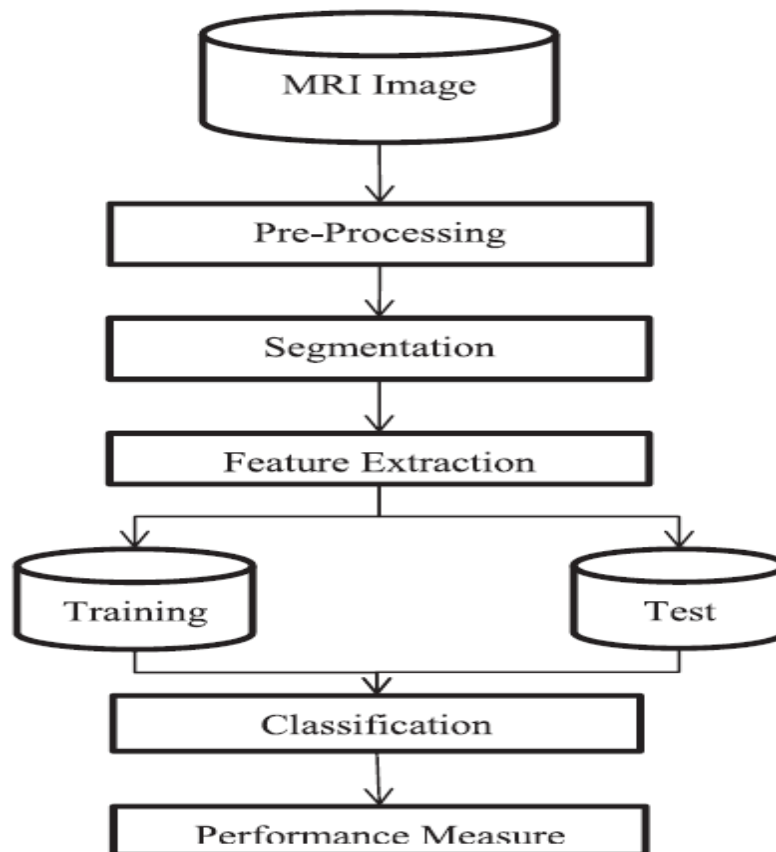 MRI Image
Pre-Processing
Segmentation
Feature Extraction
Training
Test
Classification
Performance Measure